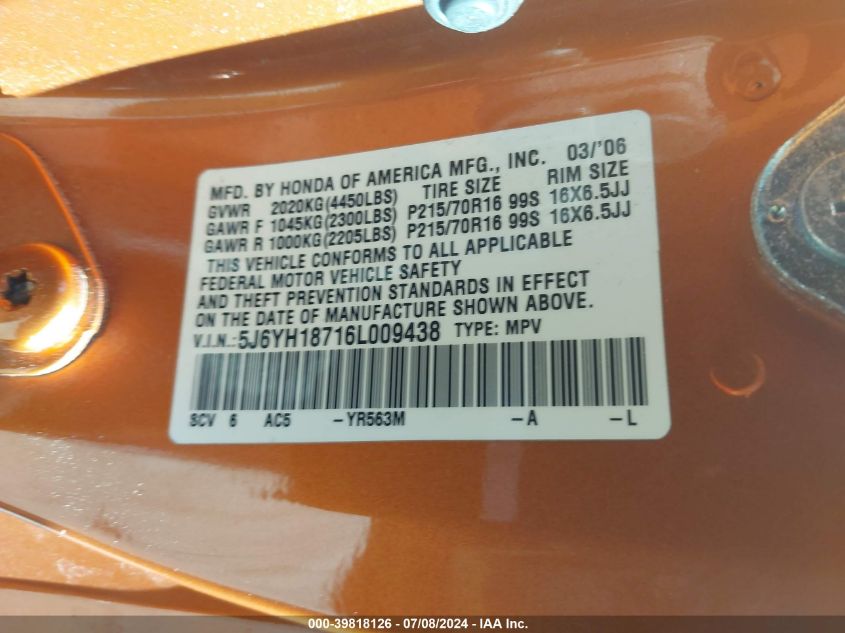 MFD. BY HONDA OF AMERICA MFG., INC. 03/'06
GVWR 2020KG(4450LBS) TIRE SIZE RIM SIZE
GAWR F 1045KG(2300LBS) P215/70R16 99S 16X6.5JJ
GAWR R 1000KG(2205LBS) P215/70R16 99S 16X6.5JJ
THIS VEHICLE CONFORMS TO ALL APPLICABLE
FEDERAL MOTOR VEHICLE SAFETY
AND THEFT PREVENTION STANDARDS IN EFFECT
ON THE DATE OF MANUFACTURE SHOWN ABOVE.
V.I.N.:5J6YH18716L009438 TYPE: MPV
SCV 6 AC5 -YR563M -A -L
000-39818126 - 07/08/2024 - IAA Inc.